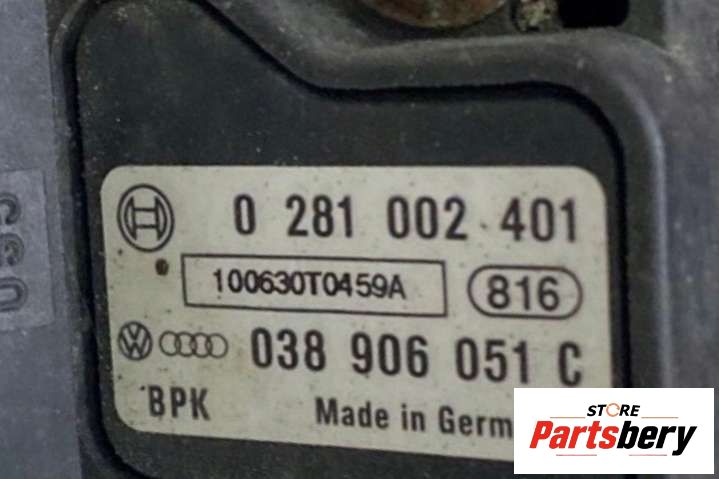 0 281 002 401
100630T0459A
816
038 906 051 C
BPK
Made in Germ
STORE
Partsbery